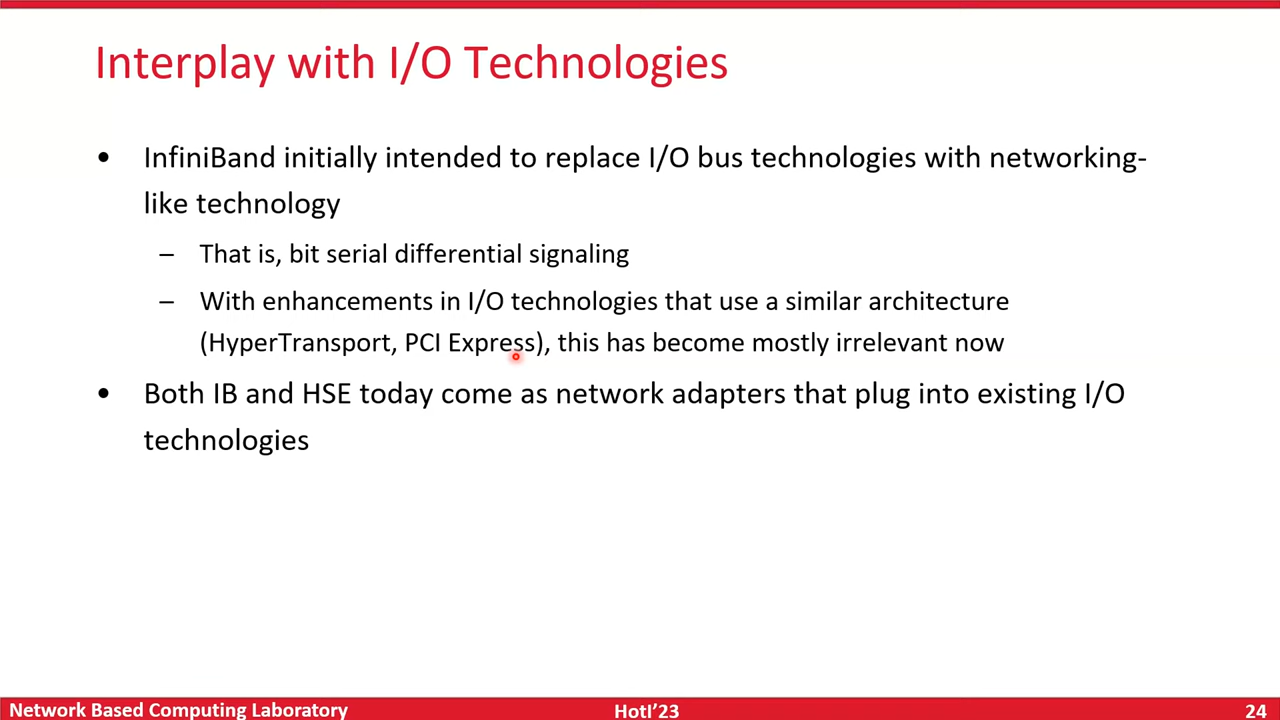 Interplay with I/O Technologies
• InfiniBand initially intended to replace I/O bus technologies with networking-
like technology
– That is, bit serial differential signaling
– With enhancements in I/O technologies that use a similar architecture
(HyperTransport, PCI Express), this has become mostly irrelevant now
• Both IB and HSE today come as network adapters that plug into existing I/O
technologies
Network Based Computing Laboratory
HotI’23
24